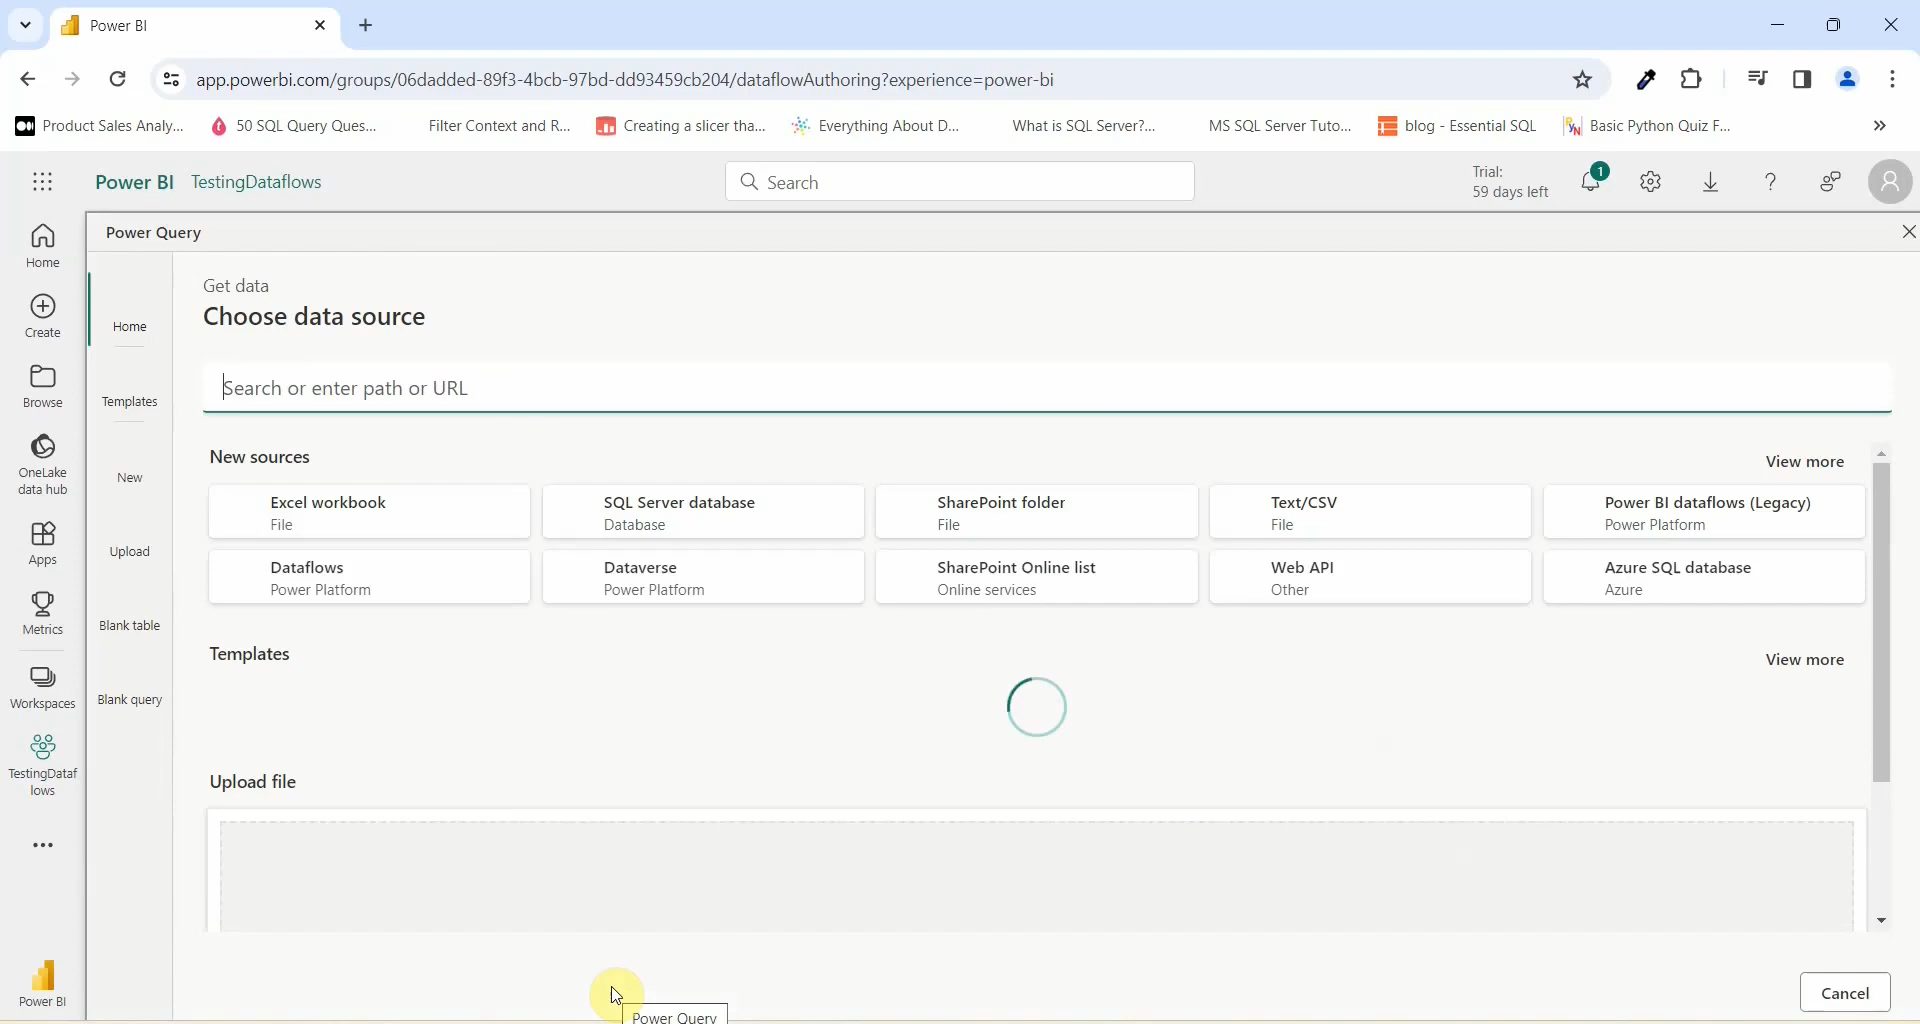 Power BI
app.powerbi.com/groups/06dadded-89f3-4bcb-97bd-dd93459cb204/dataflowAuthoring?experience=power-bi
Product Sales Analy... 50 SQL Query Ques... Filter Context and R... Creating a slicer tha... Everything About D... What is SQL Server?... MS SQL Server Tuto... blog - Essential SQL Basic Python Quiz F...
Power BI TestingDataflows
Search
Trial:
59 days left
1
Home
Create
Browse
OneLake
data hub
Apps
Metrics
Workspaces
TestingDataf
lows
Power BI
Power Query
Home
Templates
New
Upload
Blank table
Blank query
Get data
Choose data source
Search or enter path or URL
New sources
View more
Excel workbook
File
SQL Server database
Database
SharePoint folder
File
Text/CSV
File
Power BI dataflows (Legacy)
Power Platform
Dataflows
Power Platform
Dataverse
Power Platform
SharePoint Online list
Online services
Web API
Other
Azure SQL database
Azure
Templates
View more
Upload file
Cancel
Power Query